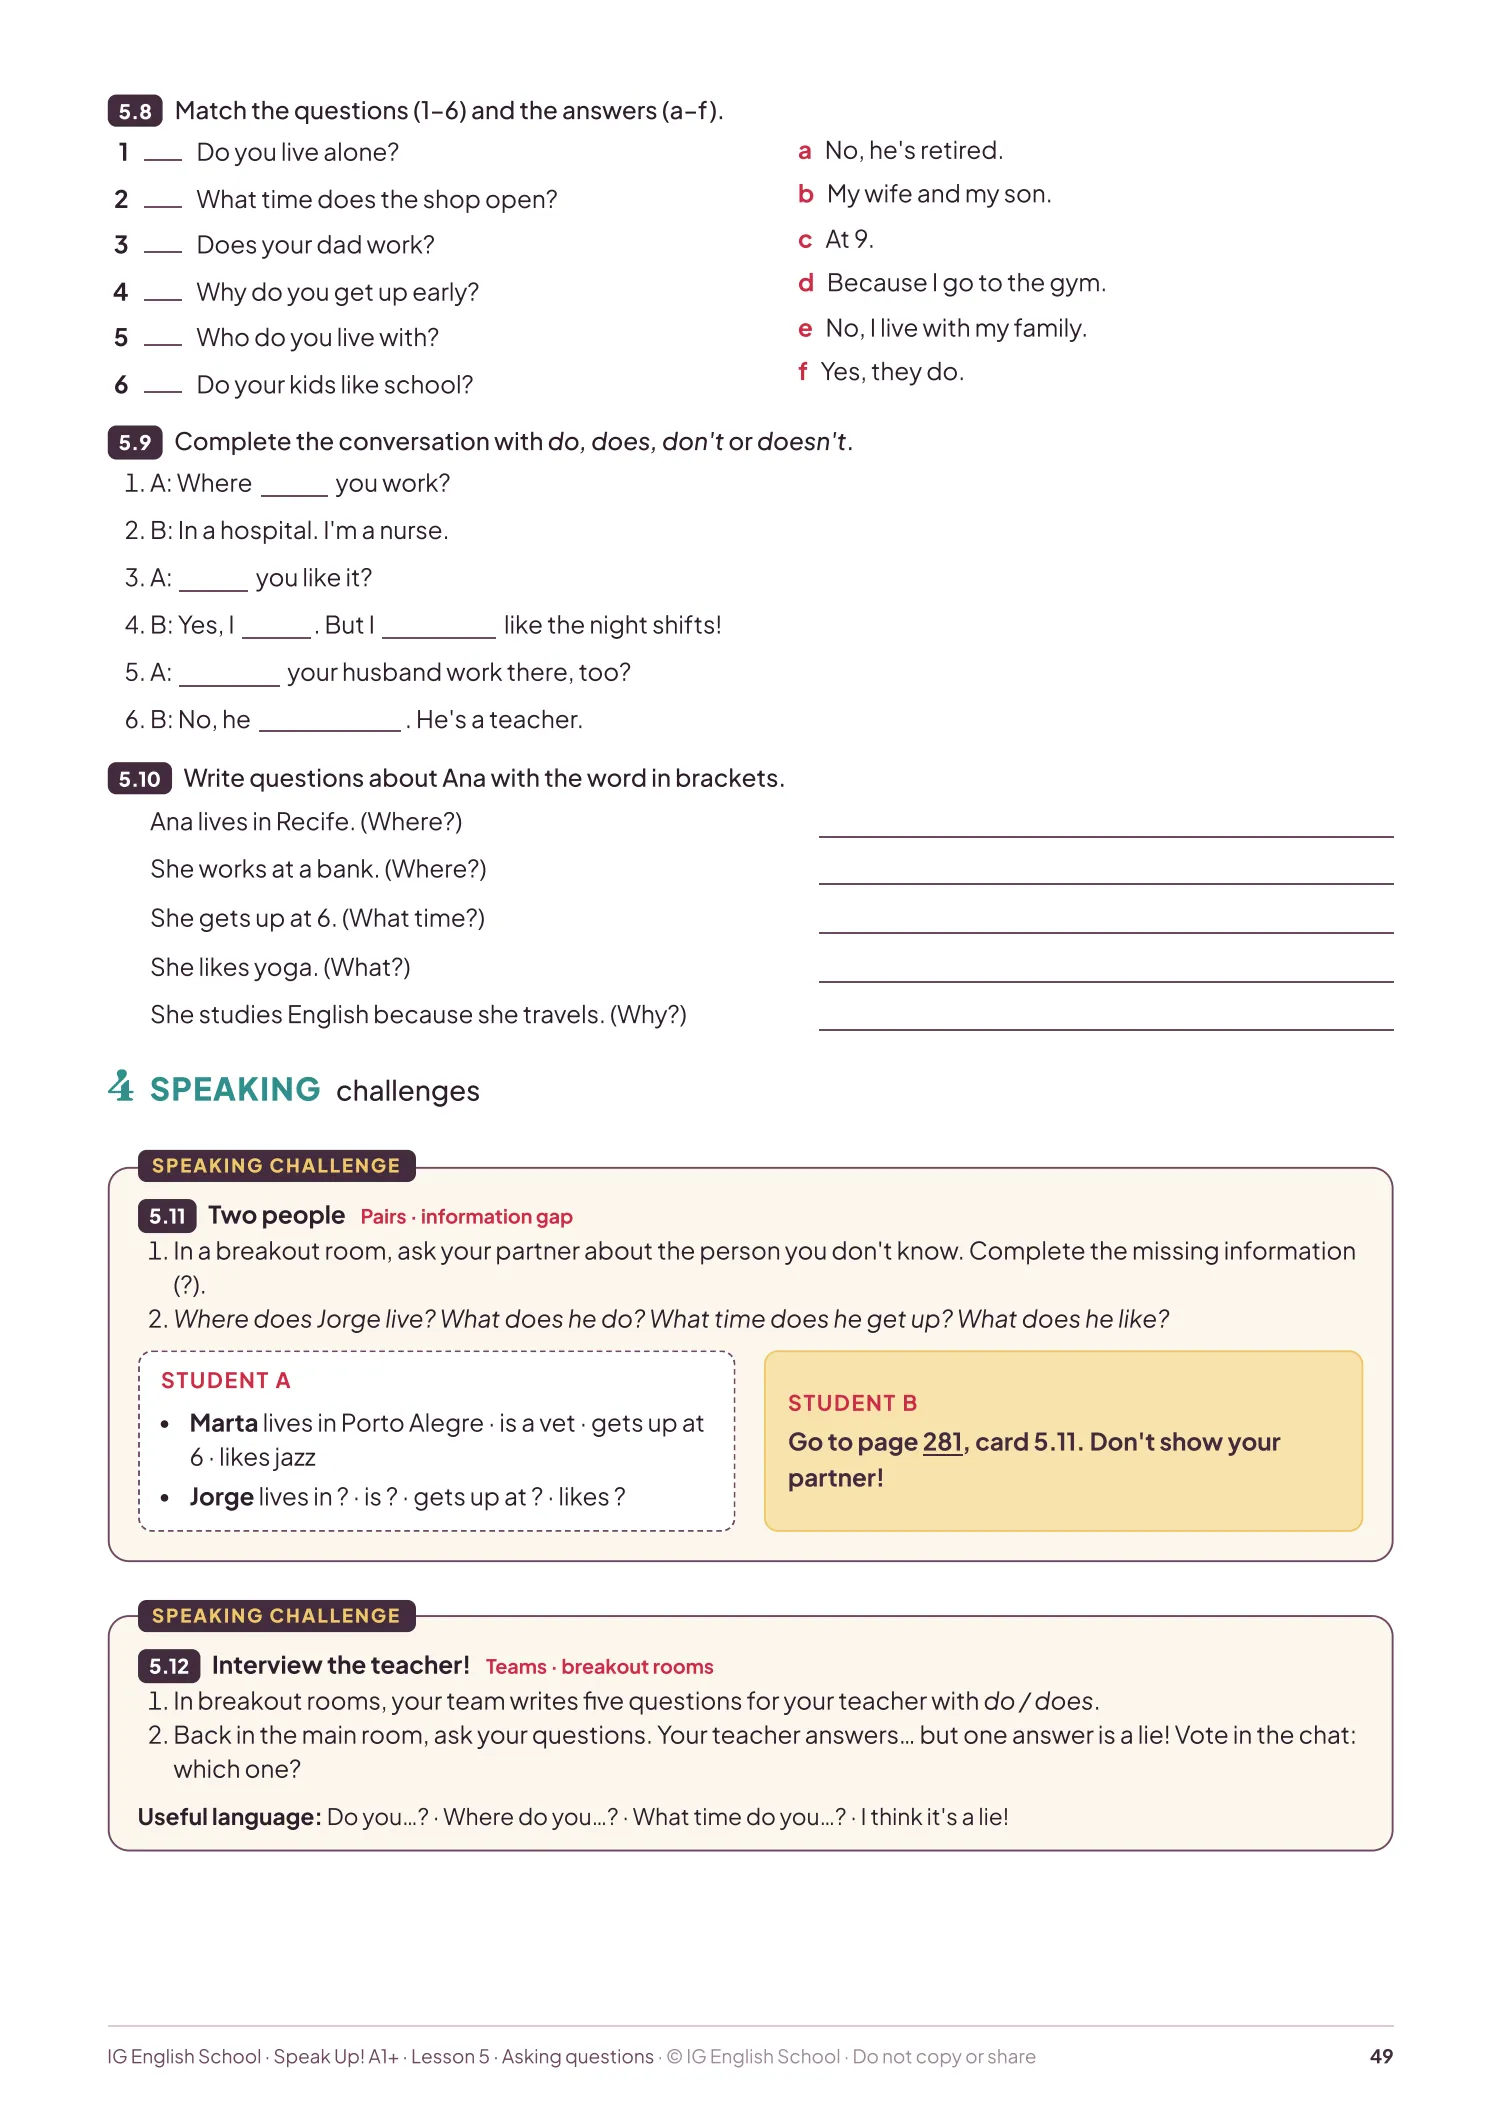 5.8 Match the questions (1–6) and the answers (a–f).
1 ___ Do you live alone?
2 ___ What time does the shop open?
3 ___ Does your dad work?
4 ___ Why do you get up early?
5 ___ Who do you live with?
6 ___ Do your kids like school?
a No, he's retired.
b My wife and my son.
c At 9.
d Because I go to the gym.
e No, I live with my family.
f Yes, they do.
5.9 Complete the conversation with do, does, don't or doesn't.
1. A: Where _____ you work?
2. B: In a hospital. I'm a nurse.
3. A: _____ you like it?
4. B: Yes, I _____. But I ________ like the night shifts!
5. A: _______ your husband work there, too?
6. B: No, he __________. He's a teacher.
5.10 Write questions about Ana with the word in brackets.
Ana lives in Recife. (Where?)
She works at a bank. (Where?)
She gets up at 6. (What time?)
She likes yoga. (What?)
She studies English because she travels. (Why?)
4 SPEAKING challenges
SPEAKING CHALLENGE
5.11 Two people Pairs · information gap
1. In a breakout room, ask your partner about the person you don't know. Complete the missing information
(?).
2. Where does Jorge live? What does he do? What time does he get up? What does he like?
STUDENT A
• Marta lives in Porto Alegre · is a vet · gets up at
6 · likes jazz
• Jorge lives in ? · is ? · gets up at ? · likes ?
STUDENT B
Go to page 281, card 5.11. Don't show your
partner!
SPEAKING CHALLENGE
5.12 Interview the teacher! Teams · breakout rooms
1. In breakout rooms, your team writes five questions for your teacher with do / does.
2. Back in the main room, ask your questions. Your teacher answers… but one answer is a lie! Vote in the chat:
which one?
Useful language: Do you…? · Where do you…? · What time do you…? · I think it's a lie!
IG English School · Speak Up! A1+ · Lesson 5 · Asking questions · © IG English School · Do not copy or share 49